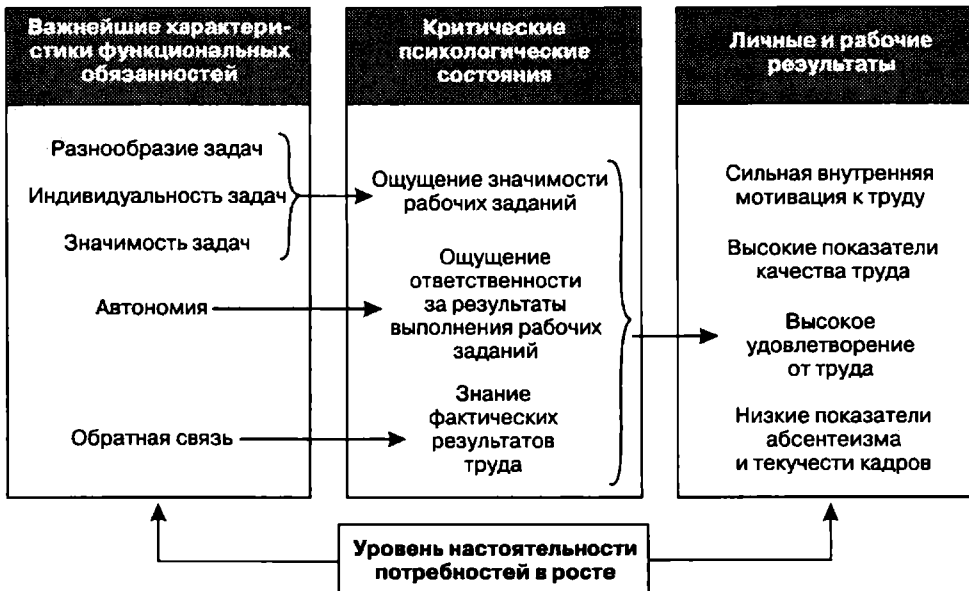 Важнейшие характери-
стики функциональных
обязанностей
Разнообразие задач
Индивидуальность задач
Значимость задач
Автономия
Обратная связь
Критические
психологические
состояния
Ощущение значимости
рабочих заданий
Ощущение
ответственности
за результаты
выполнения рабочих
заданий
Знание
фактических
результатов
труда
Личные и рабочие
результаты
Сильная внутренняя
мотивация к труду
Высокие показатели
качества труда
Высокое
удовлетворение
от труда
Низкие показатели
абсентеизма
и текучести кадров
Уровень настоятельности
потребностей в росте